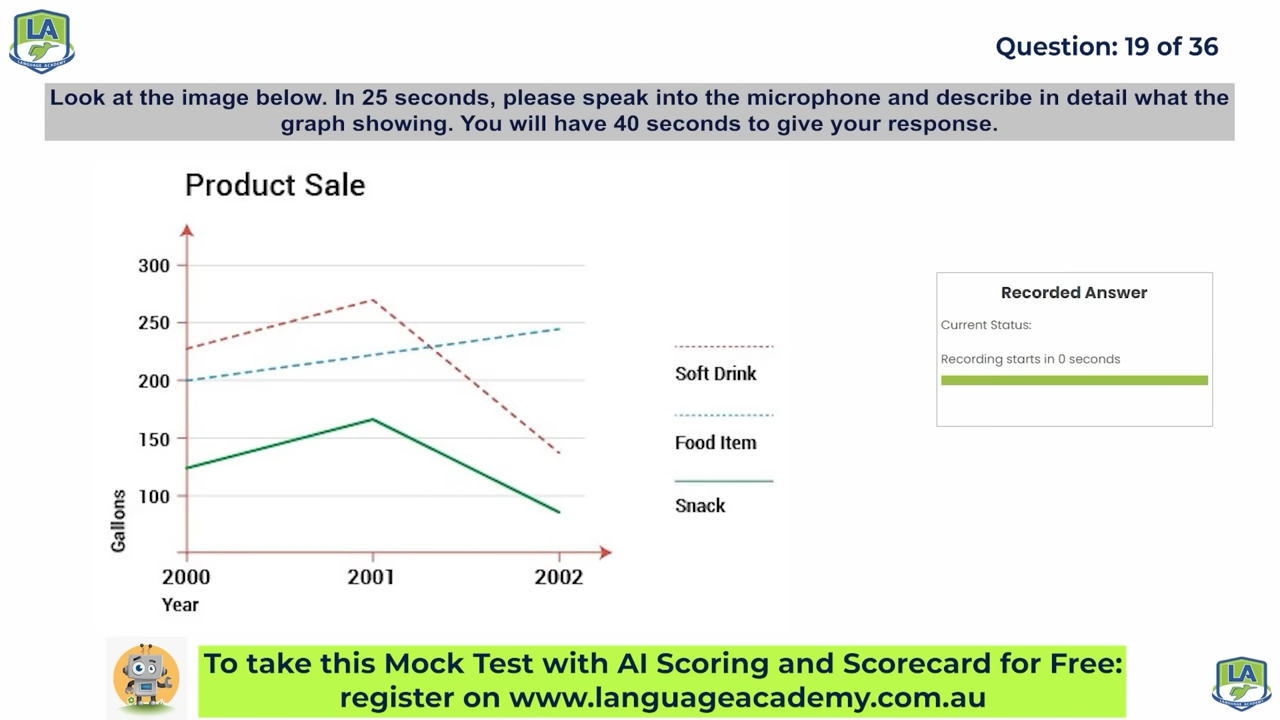 LA
LANGUAGE ACADEMY
Question: 19 of 36
Look at the image below. In 25 seconds, please speak into the microphone and describe in detail what the
graph showing. You will have 40 seconds to give your response.
Product Sale
300
250
200
150
100
Gallons
2000
2001
2002
Year
Soft Drink
Food Item
Snack
Recorded Answer
Current Status:
Recording starts in 0 seconds
To take this Mock Test with AI Scoring and Scorecard for Free:
register on www.languageacademy.com.au
LA
LANGUAGE ACADEMY